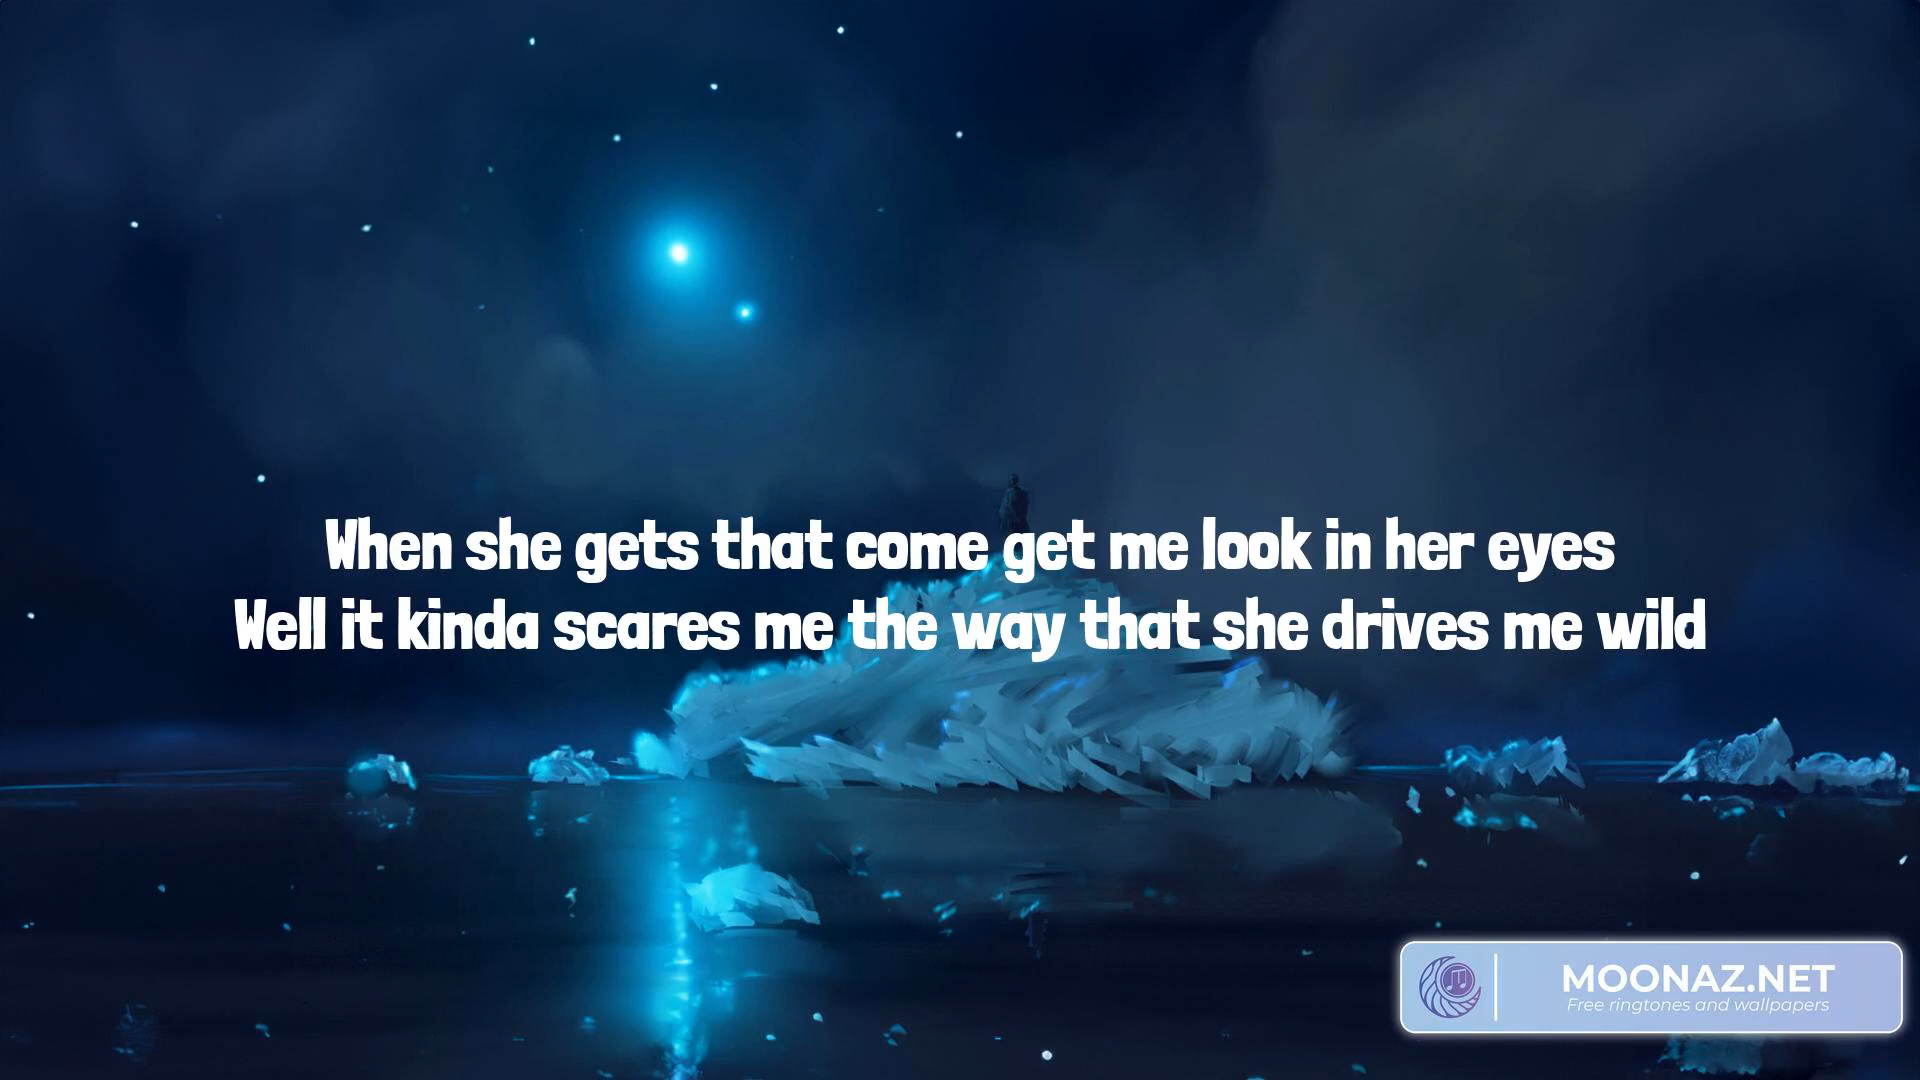 When she gets that come get me look in her eyes
Well it kinda scares me the way that she drives me wild
MOONAZ.NET
Free ringtones and wallpapers